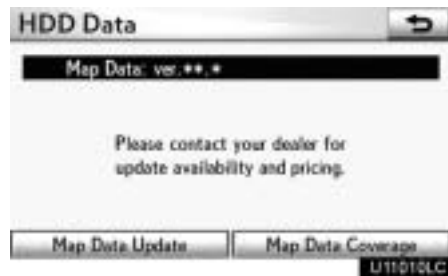 HDD Data
Map Data: ver.**.*
Please contact your dealer for
update availability and pricing.
Map Data Update
Map Data Coverage
LI11010LC